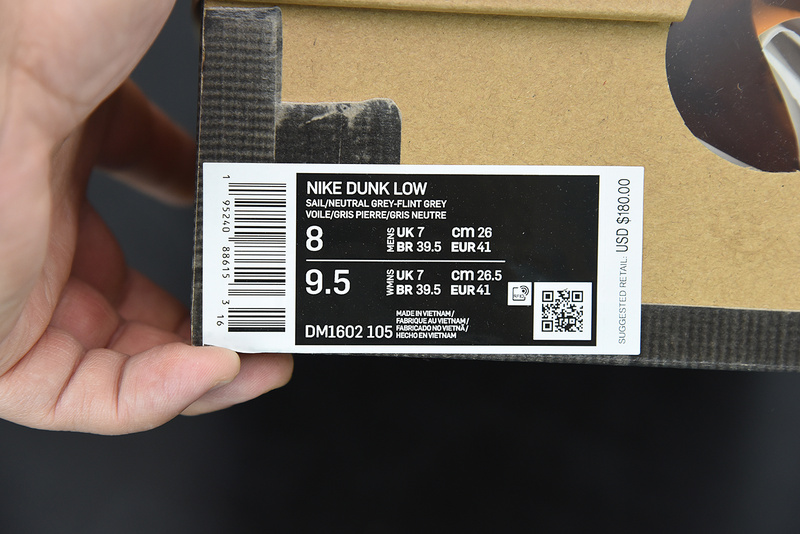 1 95240 88615 3 16
NIKE DUNK LOW
SAIL/NEUTRAL GREY-FLINT GREY
VOILE/GRIS PIERRE/GRIS NEUTRE
8 MENS UK 7 cm 26
BR 39.5 EUR 41
9.5 WMNS UK 7 cm 26.5
BR 39.5 EUR 41
MADE IN VIETNAM/
FABRIQUE AU VIETNAM/
FABRICADO NO VIETNÃ/
HECHO EN VIETNAM
DM1602 105
SUGGESTED RETAIL: USD $180.00